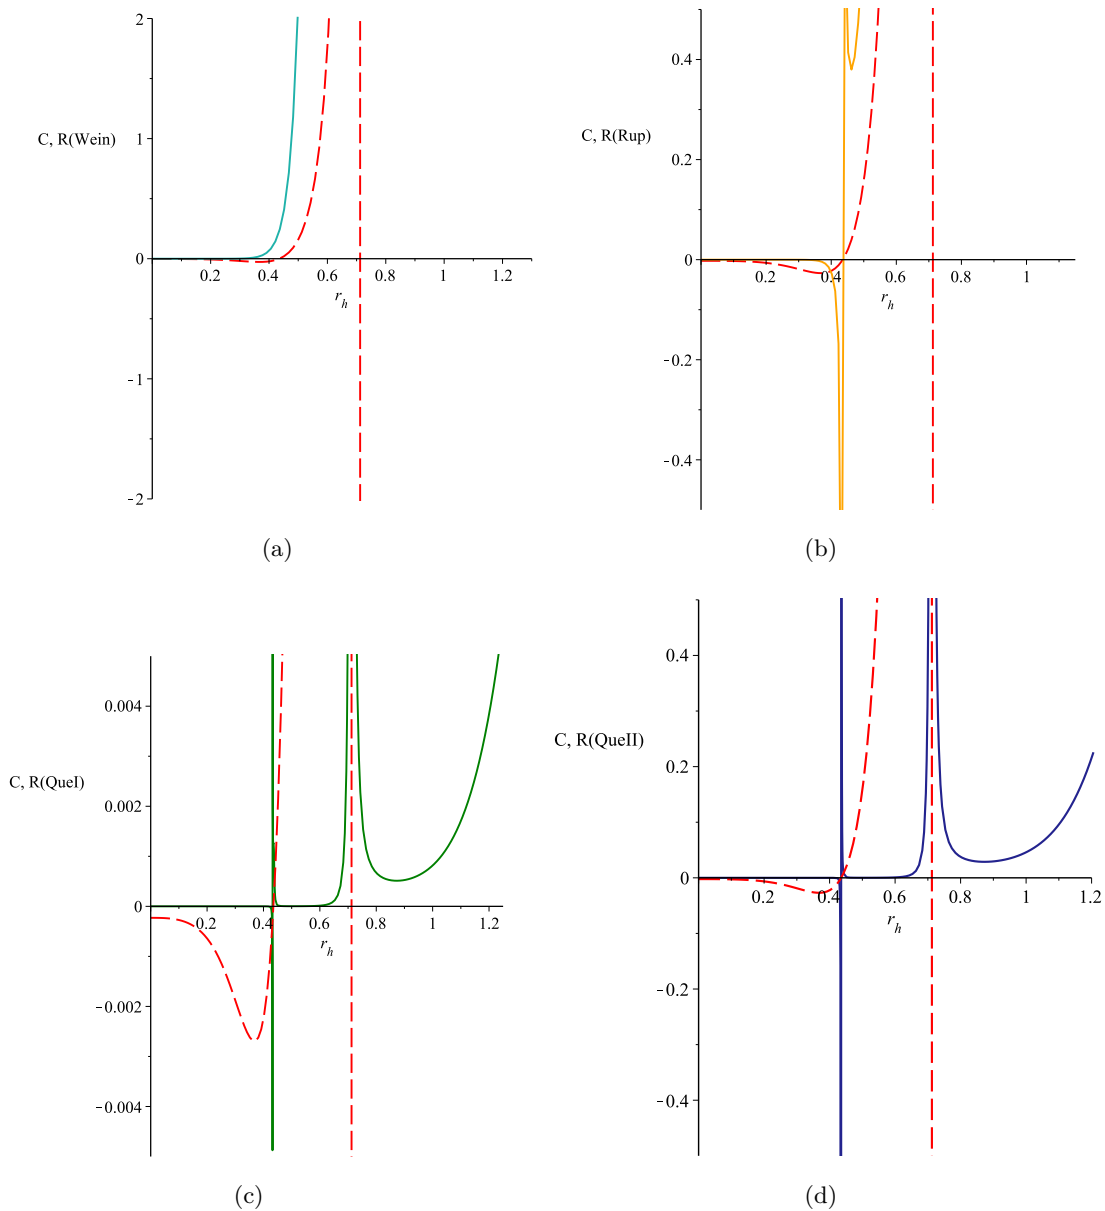 2
1
C, R(Wein)
0
0.2 0.4 0.6 0.8 1 1.2
r_h
−1
−2
(a)
0.4
C, R(Rup)
0.2
0
0.2 0.4 0.6 0.8 1
r_h
−0.2
−0.4
(b)
0.004
0.002
C, R(QueI)
0
0.2 0.4 0.6 0.8 1 1.2
r_h
−0.002
−0.004
(c)
0.4
C, R(QueII)
0.2
0
0.2 0.4 0.6 0.8 1 1.2
r_h
−0.2
−0.4
(d)